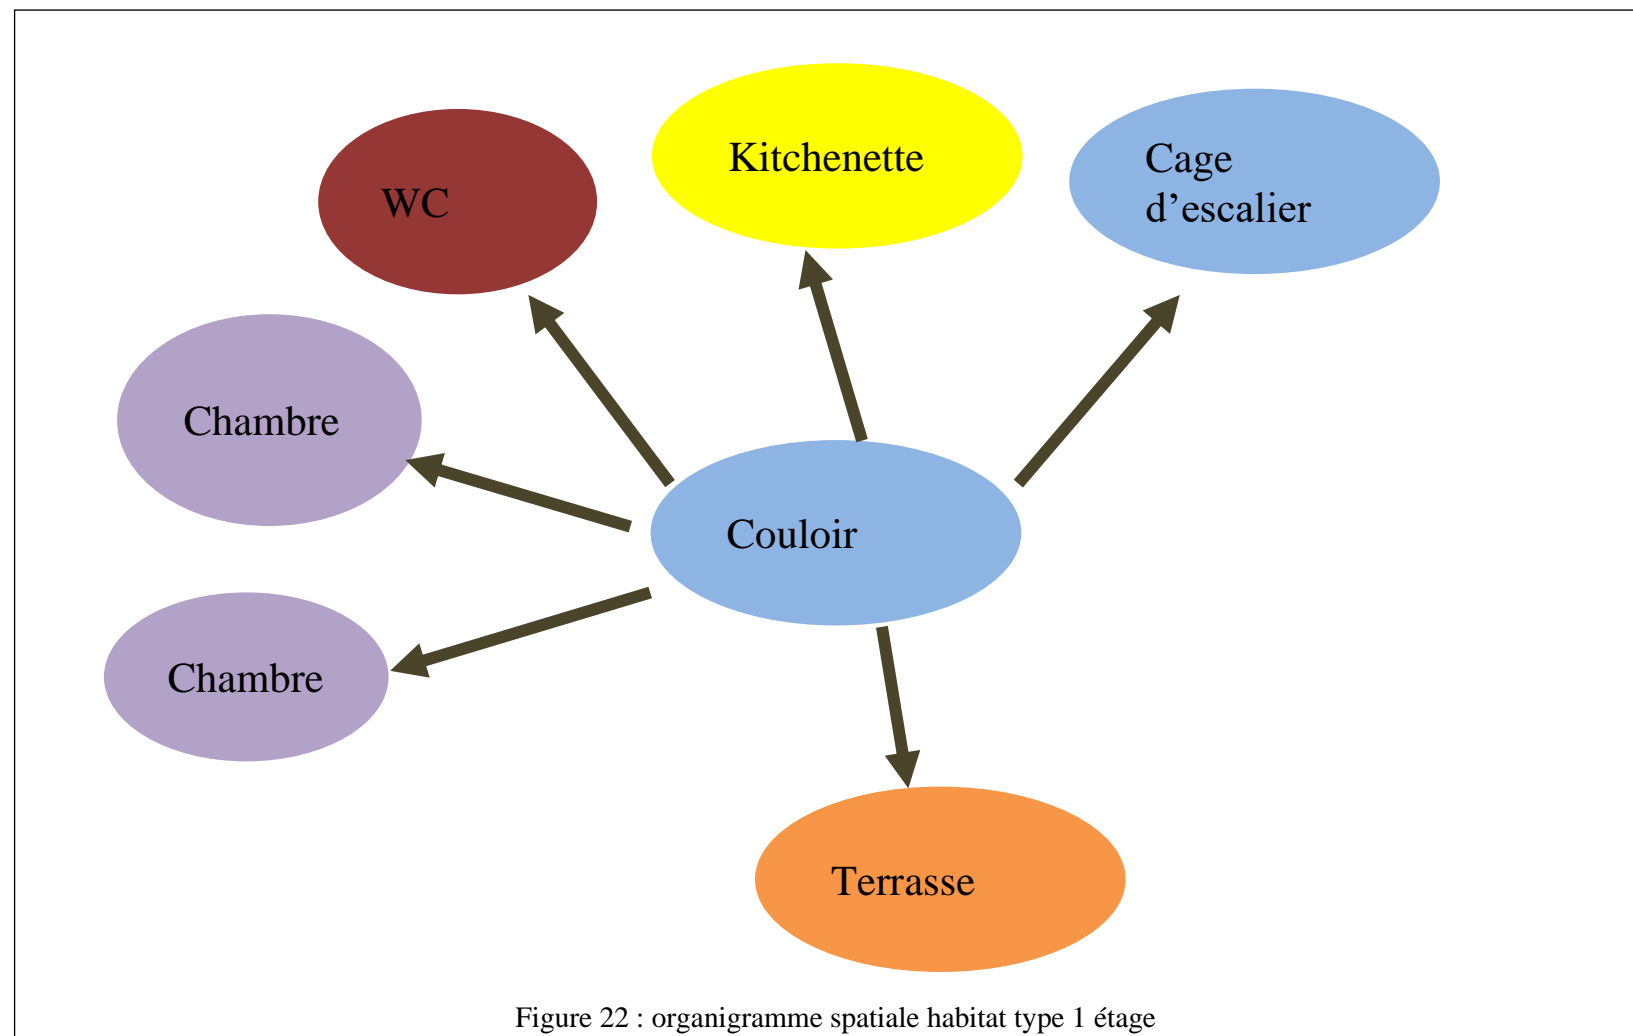 Kitchenette
Cage
d’escalier
WC
Chambre
Couloir
Chambre
Terrasse
Figure 22 : organigramme spatiale habitat type 1 étage